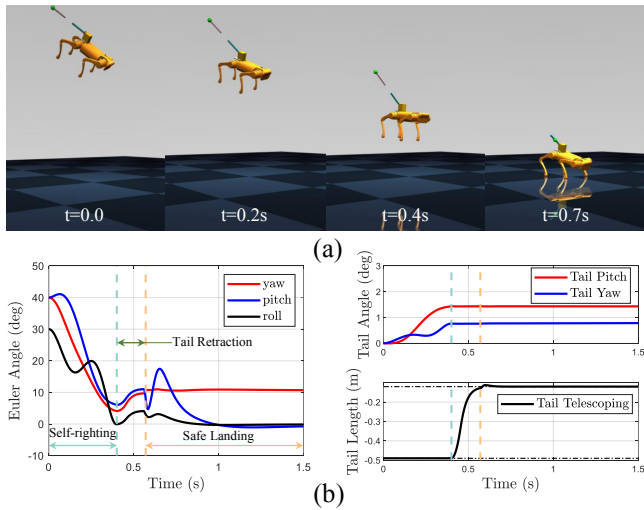 t=0.0
t=0.2s
t=0.4s
t=0.7s
(a)
Euler Angle (deg)
50
40
30
20
10
0
-10
yaw
pitch
roll
Tail Retraction
Self-righting
Safe Landing
0
0.5
1
1.5
Time (s)
Tail Angle (deg)
3
2
1
0
Tail Pitch
Tail Yaw
0
0.5
1
1.5
Tail Length (m)
-0.2
-0.3
-0.4
-0.5
Tail Telescoping
0
0.5
1
1.5
Time (s)
(b)